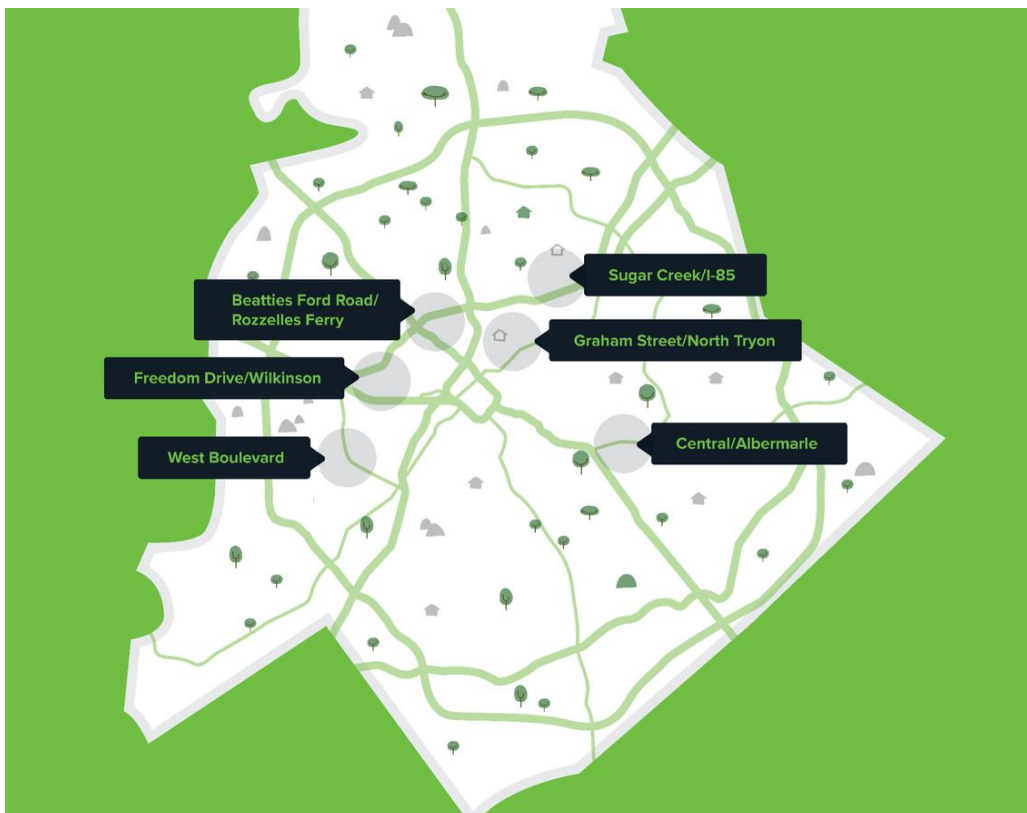 Sugar Creek/I-85
Beatties Ford Road/
Rozzelles Ferry
Graham Street/North Tryon
Freedom Drive/Wilkinson
Central/Albermarle
West Boulevard